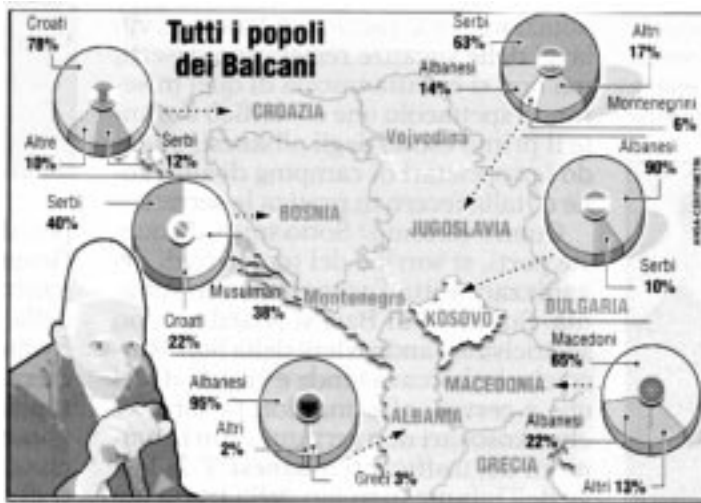 Tutti i popoli
dei Balcani
Croati
78%
Altre
10%
Serbi
12%
CROAZIA
Serbi
40%
Musulmani
38%
Croati
22%
BOSNIA
Serbi
63%
Albanesi
14%
Altri
17%
Montenegrini
6%
Vojvodina
JUGOSLAVIA
Albanesi
90%
Serbi
10%
Montenegro
KOSOVO
BULGARIA
Macedoni
65%
MACEDONIA
Albanesi
22%
Altri 13%
Albanesi
95%
Altri
2%
Greci 3%
ALBANIA
GRECIA